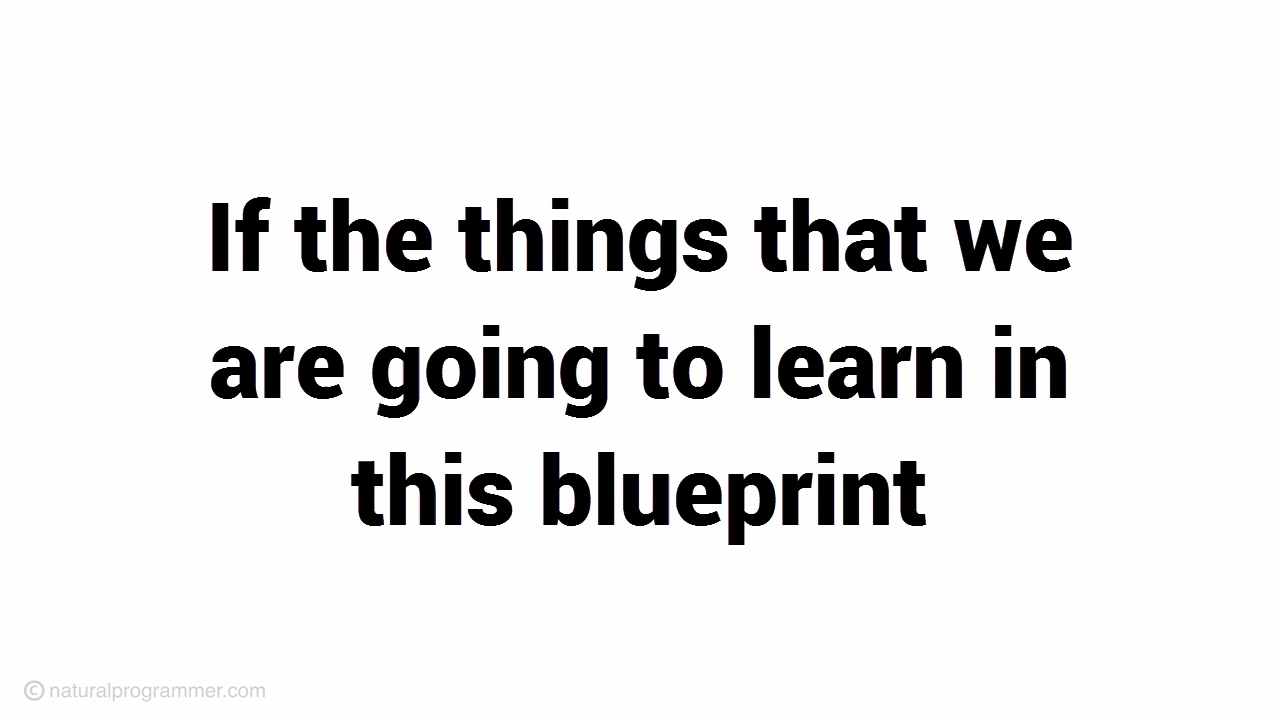 If the things that we
are going to learn in
this blueprint
© naturalprogrammer.com